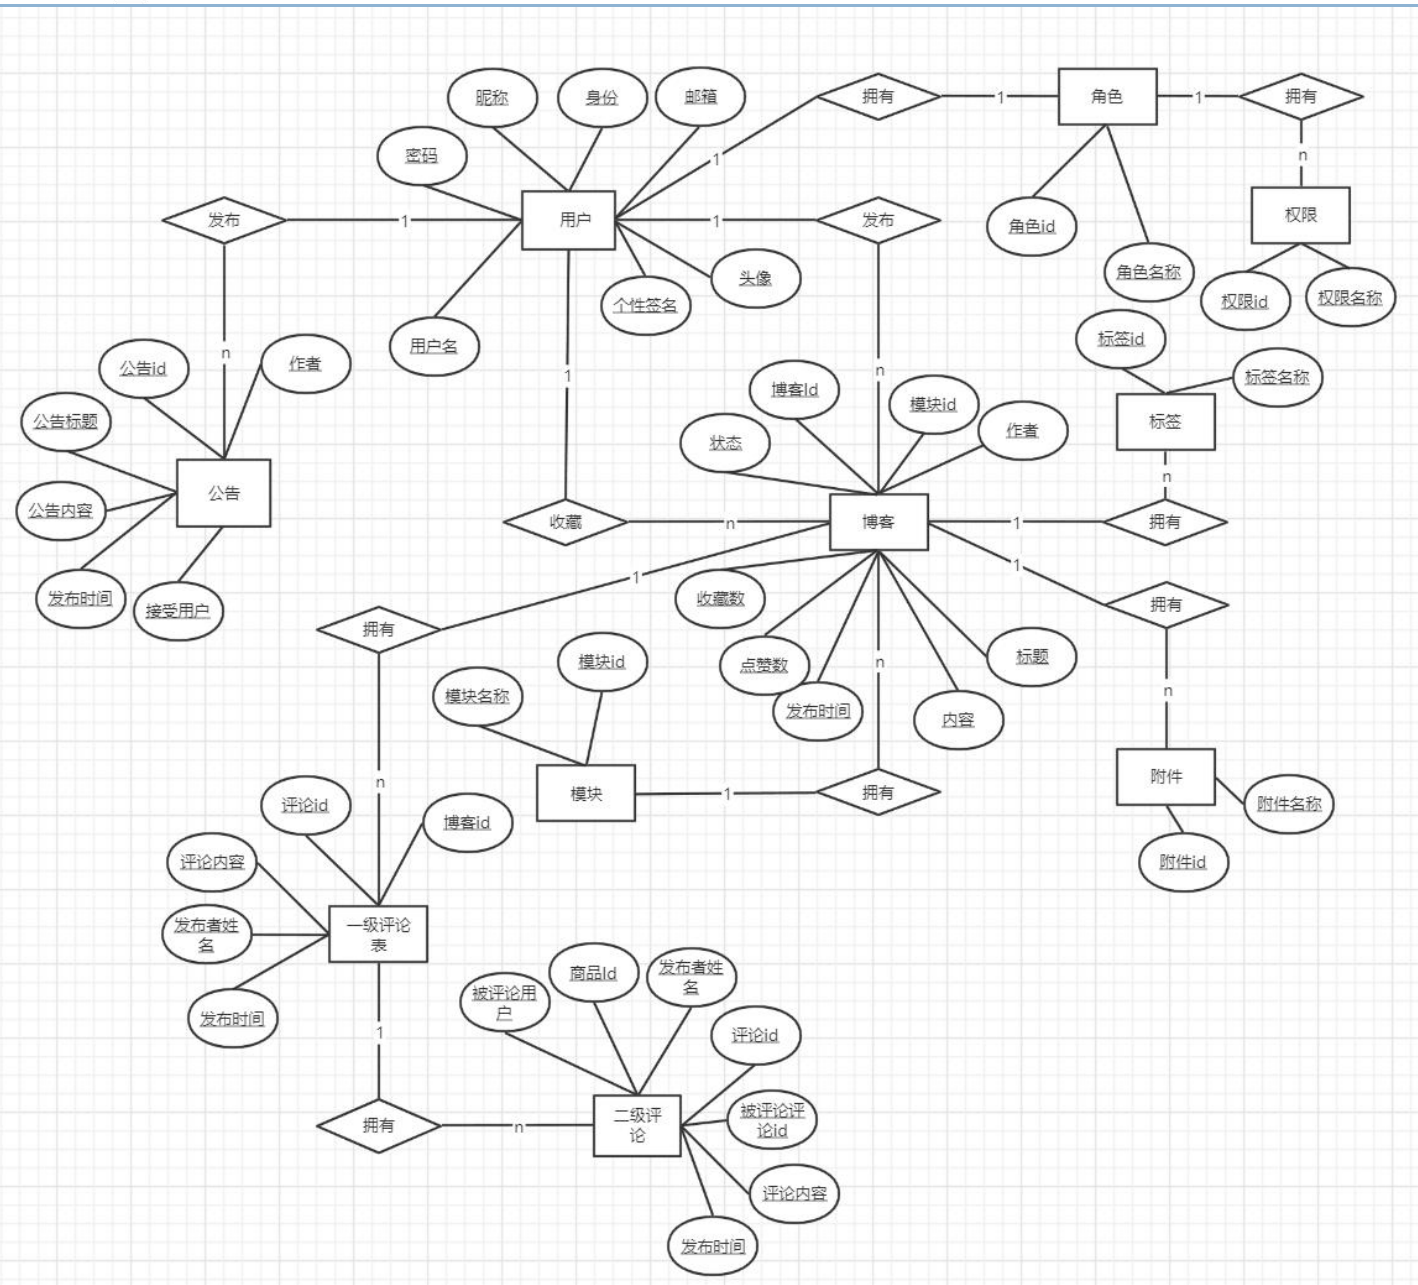 昵称
身份
邮箱
拥有
1
角色
1
拥有
密码
1
n
发布
1
用户
1
发布
角色id
权限
角色名称
权限id
权限名称
头像
个性签名
用户名
标签id
标签名称
n
公告id
作者
1
n
博客Id
模块id
作者
标签
公告标题
状态
n
公告
公告内容
收藏
n
博客
1
拥有
1
1
发布时间
接受用户
收藏数
拥有
拥有
模块id
点赞数
n
标题
模块名称
发布时间
内容
n
n
模块
1
拥有
附件
附件名称
附件id
评论id
博客id
评论内容
发布者姓
名
一级评论
表
发布时间
1
被评论用
户
商品Id
发布者姓
名
评论id
拥有
n
二级评
论
被评论评
论id
评论内容
发布时间